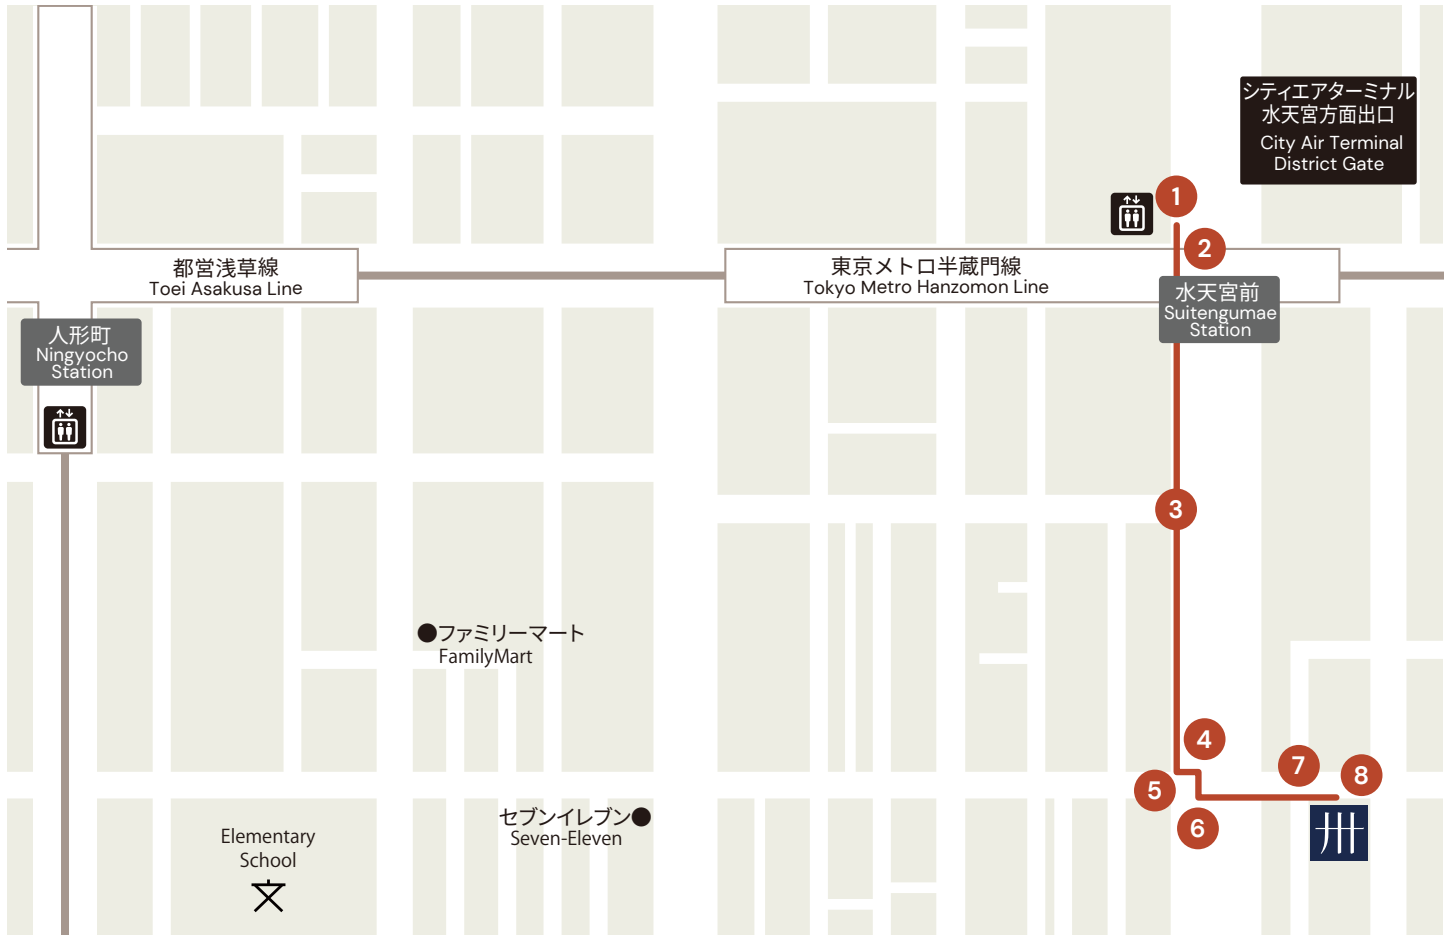 シティエアターミナル
水天宮方面出口
City Air Terminal
District Gate
1
2
都営浅草線
Toei Asakusa Line
東京メトロ半蔵門線
Tokyo Metro Hanzomon Line
水天宮前
Suitengumae
Station
人形町
Ningyocho
Station
3
ファミリーマート
FamilyMart
4
7
8
5
6
セブンイレブン
Seven-Eleven
Elementary
School
文